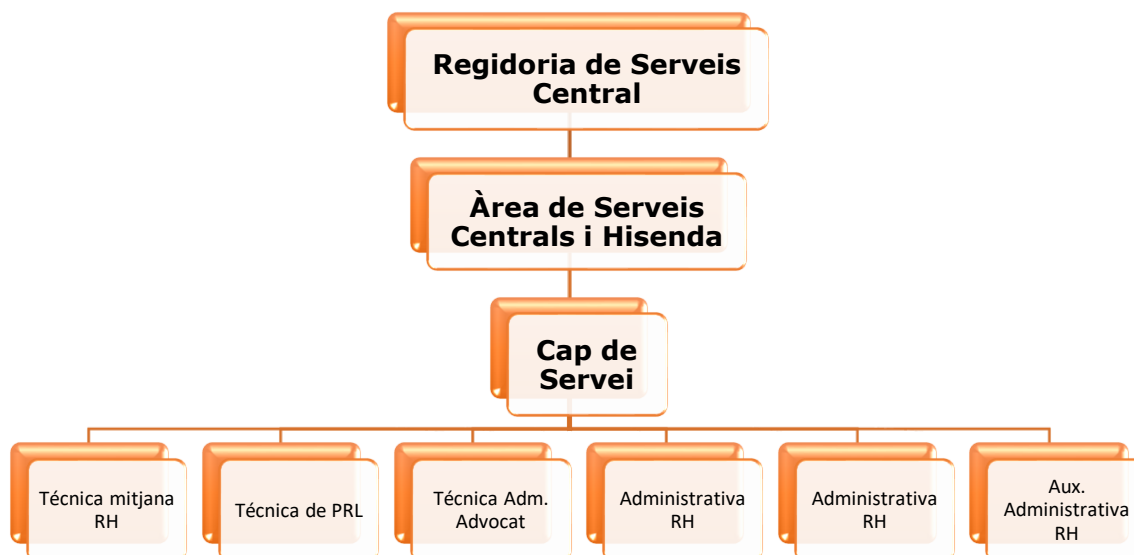 Regidoria de Serveis
Central
Àrea de Serveis
Centrals i Hisenda
Cap de
Servei
Técnica mitjana
RH
Técnica de PRL
Técnica Adm.
Advocat
Administrativa
RH
Administrativa
RH
Aux.
Administrativa
RH